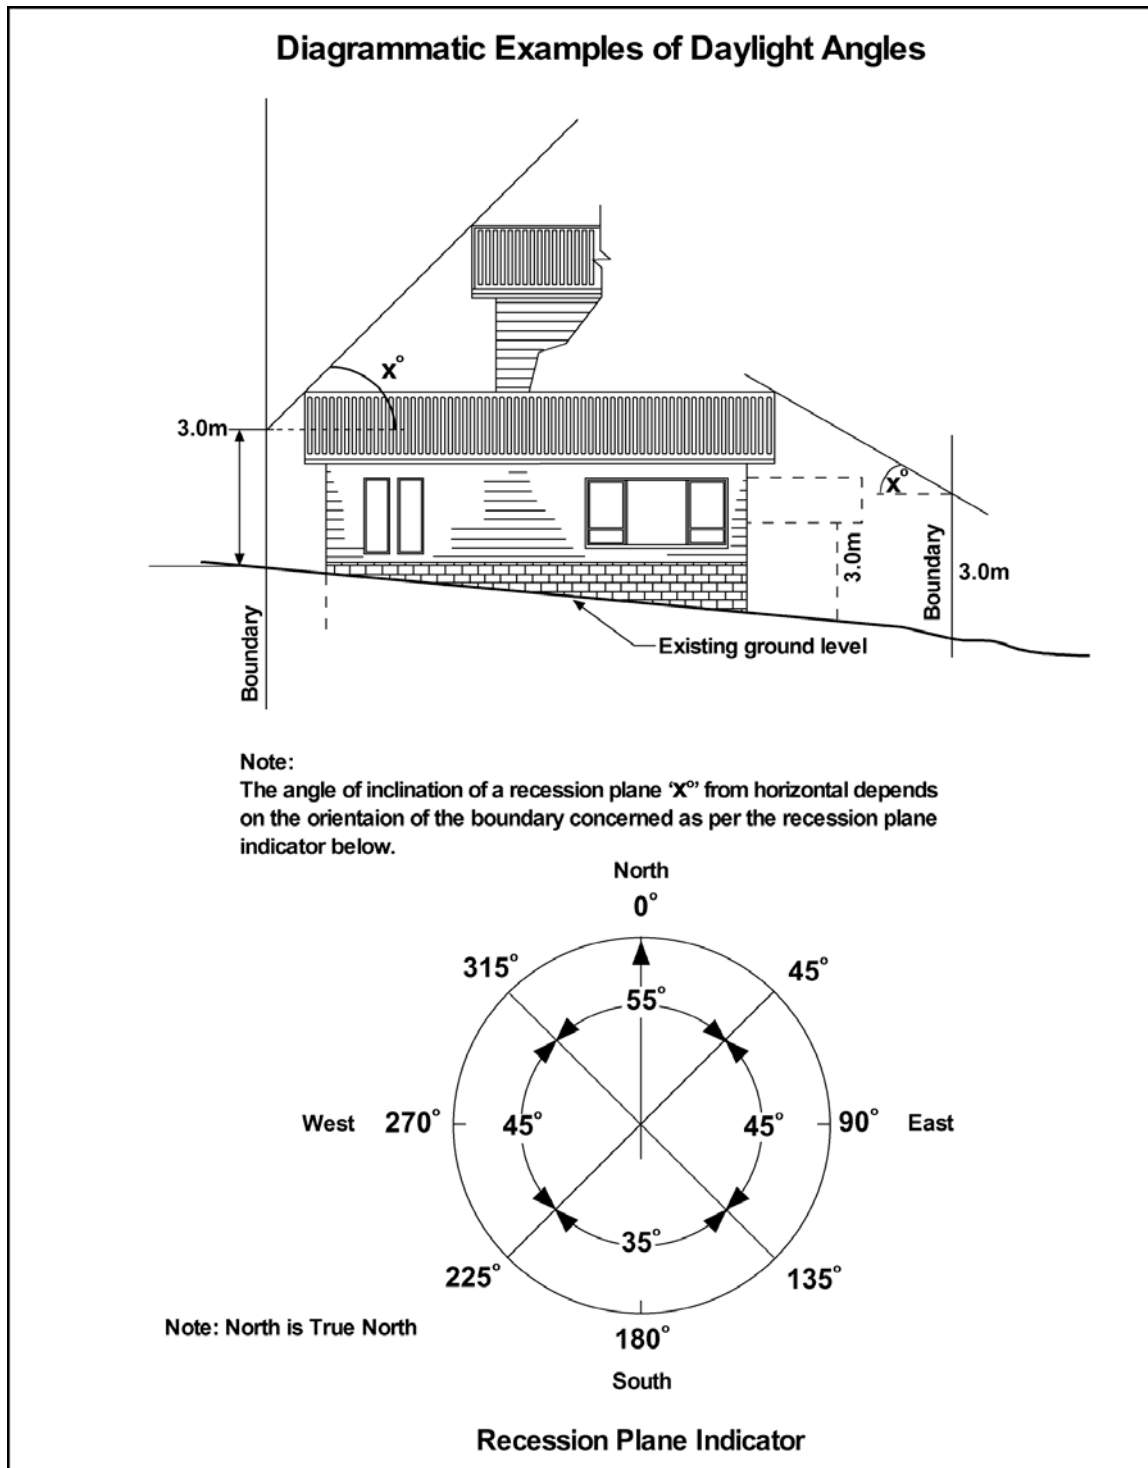 Diagrammatic Examples of Daylight Angles
x°
3.0m
x°
3.0m
Boundary
3.0m
Boundary
Existing ground level
Note:
The angle of inclination of a recession plane ‘x°’ from horizontal depends
on the orientaion of the boundary concerned as per the recession plane
indicator below.
North
0°
315°
45°
55°
West
270°
45°
45°
90°
East
35°
225°
135°
Note: North is True North
180°
South
Recession Plane Indicator